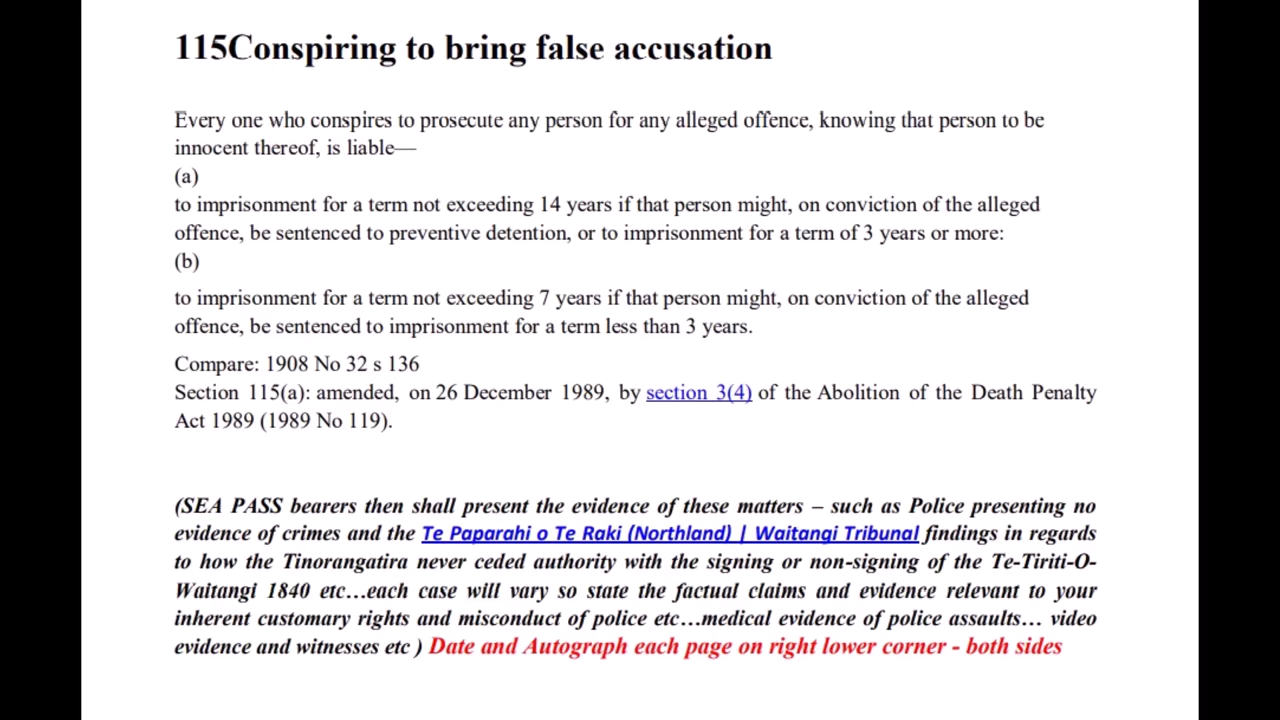 115Conspiring to bring false accusation
Every one who conspires to prosecute any person for any alleged offence, knowing that person to be
innocent thereof, is liable—
(a)
to imprisonment for a term not exceeding 14 years if that person might, on conviction of the alleged
offence, be sentenced to preventive detention, or to imprisonment for a term of 3 years or more:
(b)
to imprisonment for a term not exceeding 7 years if that person might, on conviction of the alleged
offence, be sentenced to imprisonment for a term less than 3 years.
Compare: 1908 No 32 s 136
Section 115(a): amended, on 26 December 1989, by section 3(4) of the Abolition of the Death Penalty
Act 1989 (1989 No 119).
(SEA PASS bearers then shall present the evidence of these matters – such as Police presenting no
evidence of crimes and the Te Paparahi o Te Raki (Northland) | Waitangi Tribunal findings in regards
to how the Tinorangatira never ceded authority with the signing or non-signing of the Te-Tiriti-O-
Waitangi 1840 etc…each case will vary so state the factual claims and evidence relevant to your
inherent customary rights and misconduct of police etc…medical evidence of police assaults… video
evidence and witnesses etc ) Date and Autograph each page on right lower corner - both sides